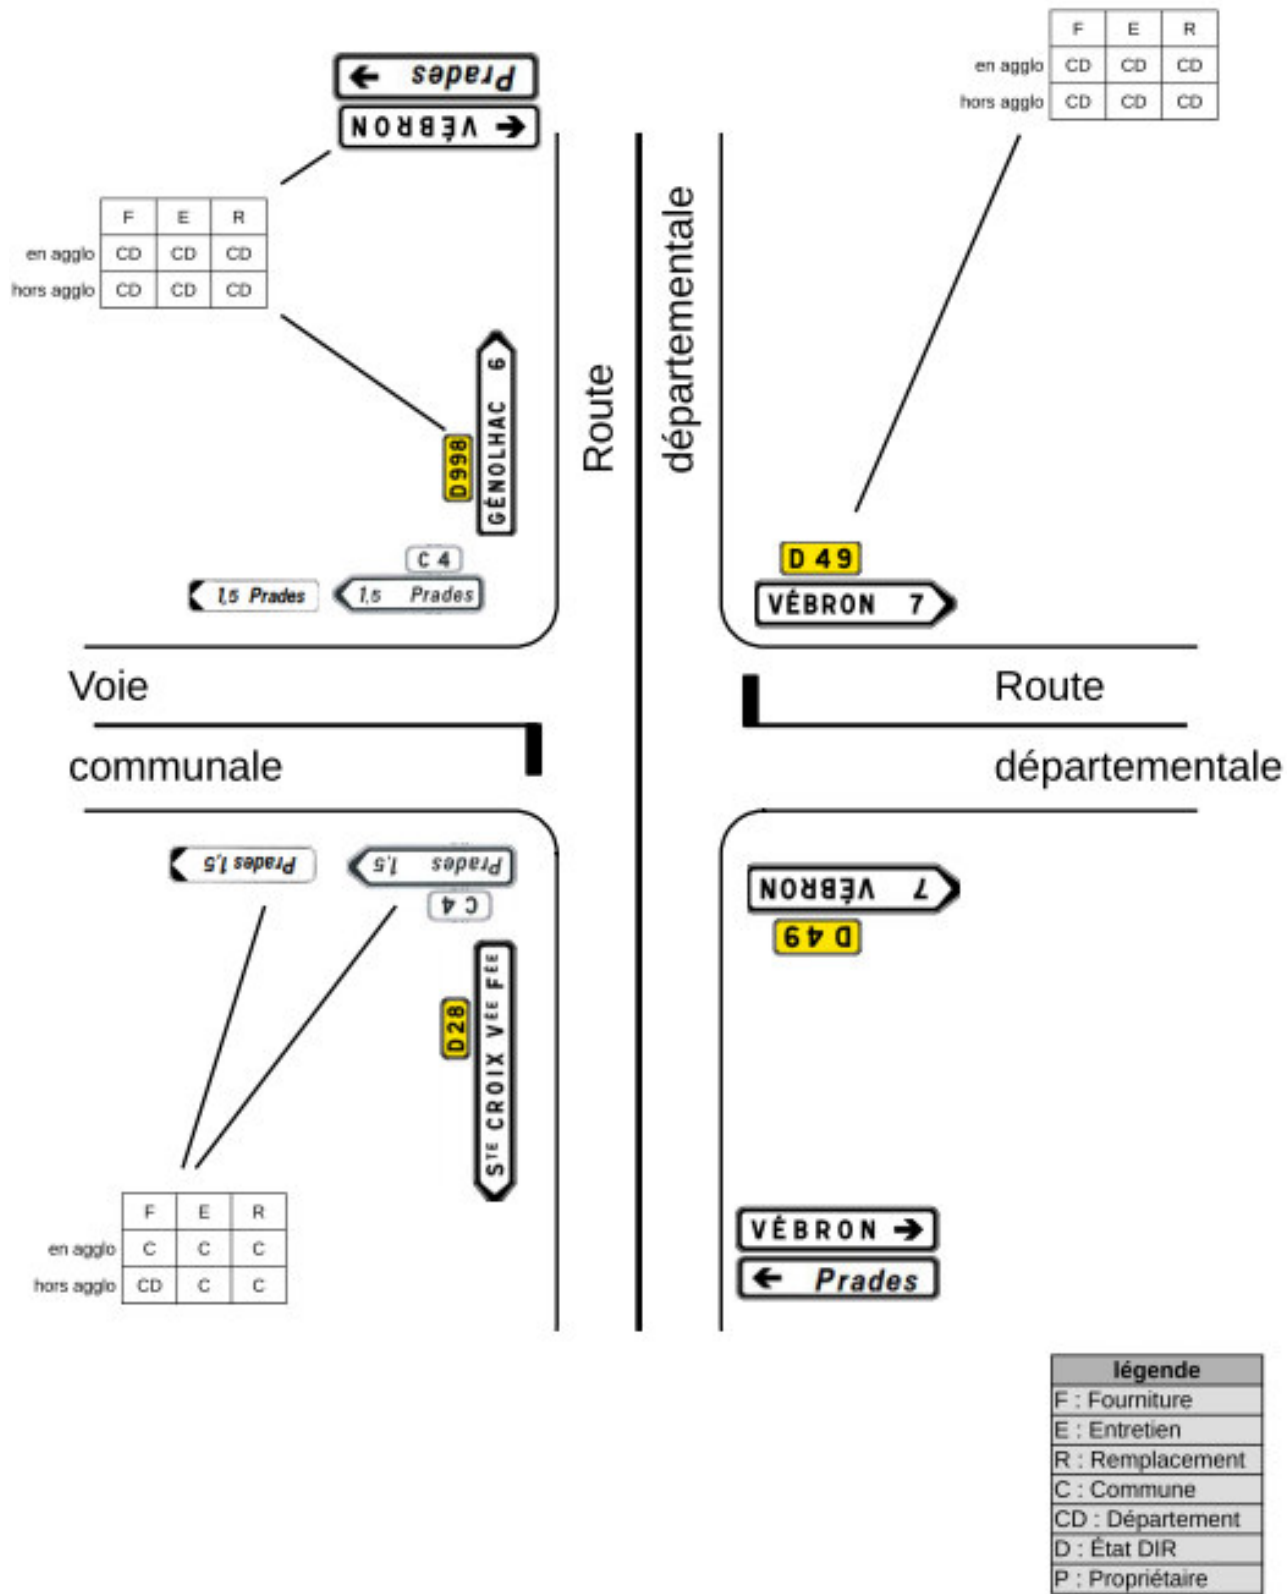 F E R
en agglo CD CD CD
hors agglo CD CD CD
← Prades
VÉBRON →
F E R
en agglo CD CD CD
hors agglo CD CD CD
départementale
Route
GÉNOLHAC 6
D998
C 4
1,5 Prades
1,5 Prades
D 49
VÉBRON 7
Voie
communale
Route
départementale
Prades 1,5
Prades 1,5
C 4
VÉBRON 7
D 49
D28
STE CROIX VEE FEE
F E R
en agglo C C C
hors agglo CD C C
VÉBRON →
← Prades
légende
F : Fourniture
E : Entretien
R : Remplacement
C : Commune
CD : Département
D : État DIR
P : Propriétaire